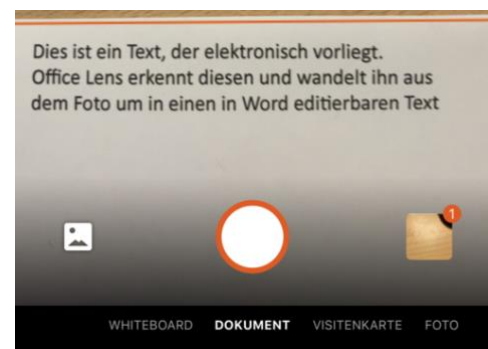 Dies ist ein Text, der elektronisch vorliegt.
Office Lens erkennt diesen und wandelt ihn aus
dem Foto um in einen in Word editierbaren Text
1
WHITEBOARD DOKUMENT VISITENKARTE FOTO